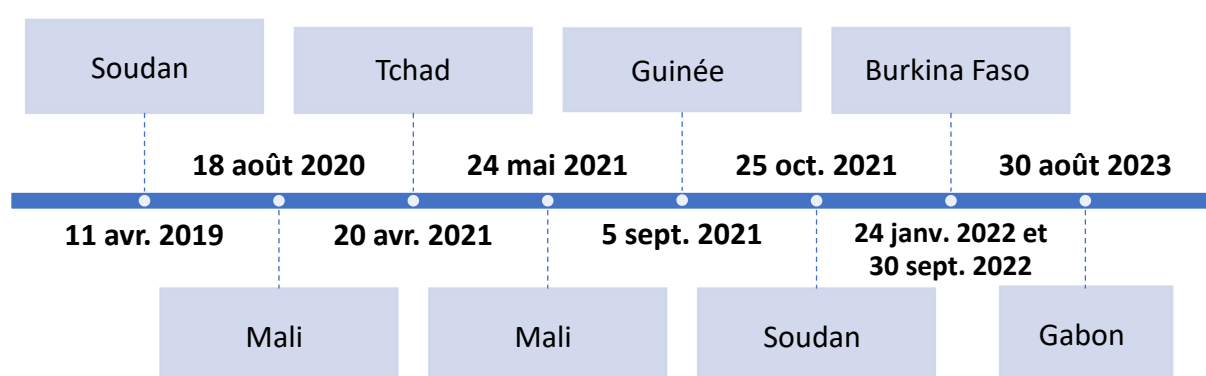 Soudan
Tchad
Guinée
Burkina Faso
18 août 2020
24 mai 2021
25 oct. 2021
30 août 2023
11 avr. 2019
20 avr. 2021
5 sept. 2021
24 janv. 2022 et
30 sept. 2022
Mali
Mali
Soudan
Gabon